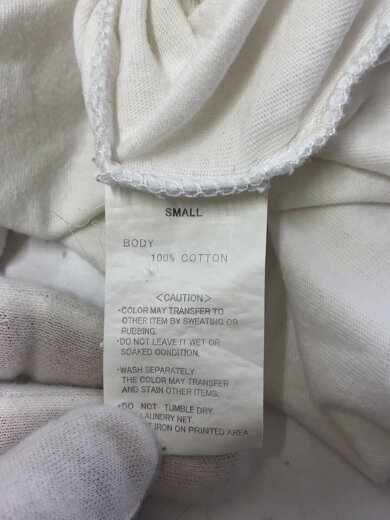 SMALL
BODY
100% COTTON
<CAUTION>
・COLOR MAY TRANSFER TO
OTHER ITEM BY SWEATING OR
RUBBING.
・DO NOT LEAVE IT WET OR
SOAKED CONDITION.
・WASH SEPARATELY.
THE COLOR MAY TRANSFER
AND STAIN OTHER ITEMS.
・DO NOT TUMBLE DRY.
LAUNDRY NET.
IRON ON PRINTED AREA.